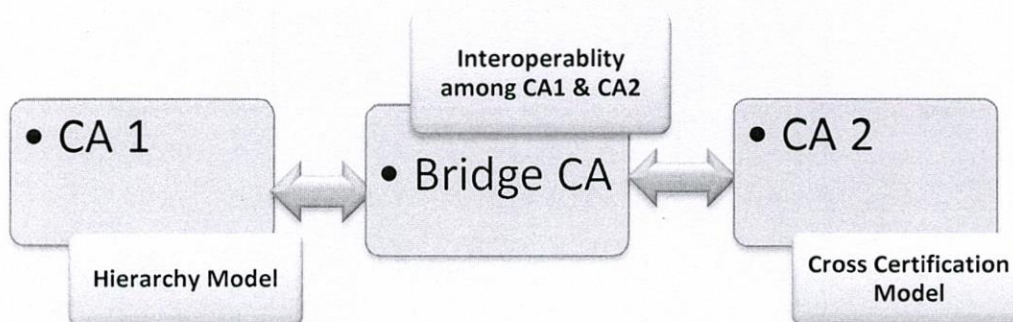 Interoperablity
among CA1 & CA2
• CA 1
• Bridge CA
• CA 2
Hierarchy Model
Cross Certification
Model